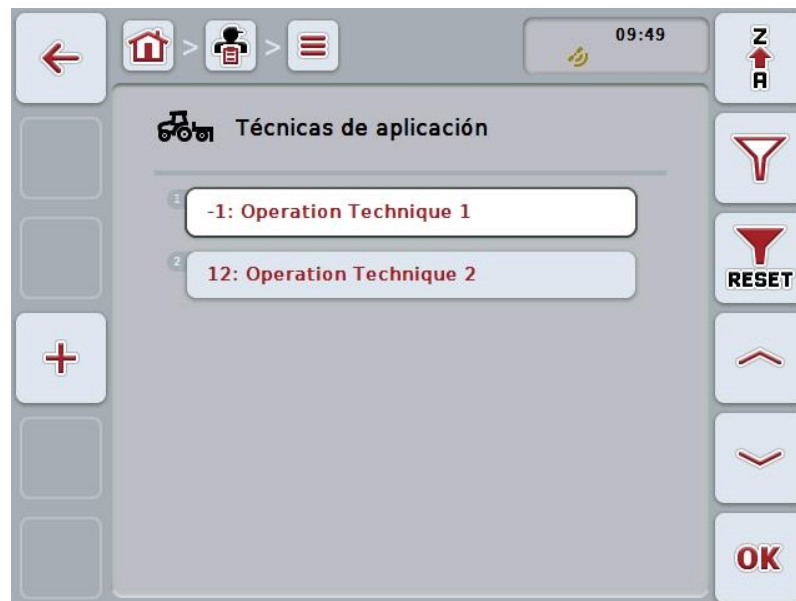 09:49
Z
A
Técnicas de aplicación
1
-1: Operation Technique 1
2
12: Operation Technique 2
RESET
OK